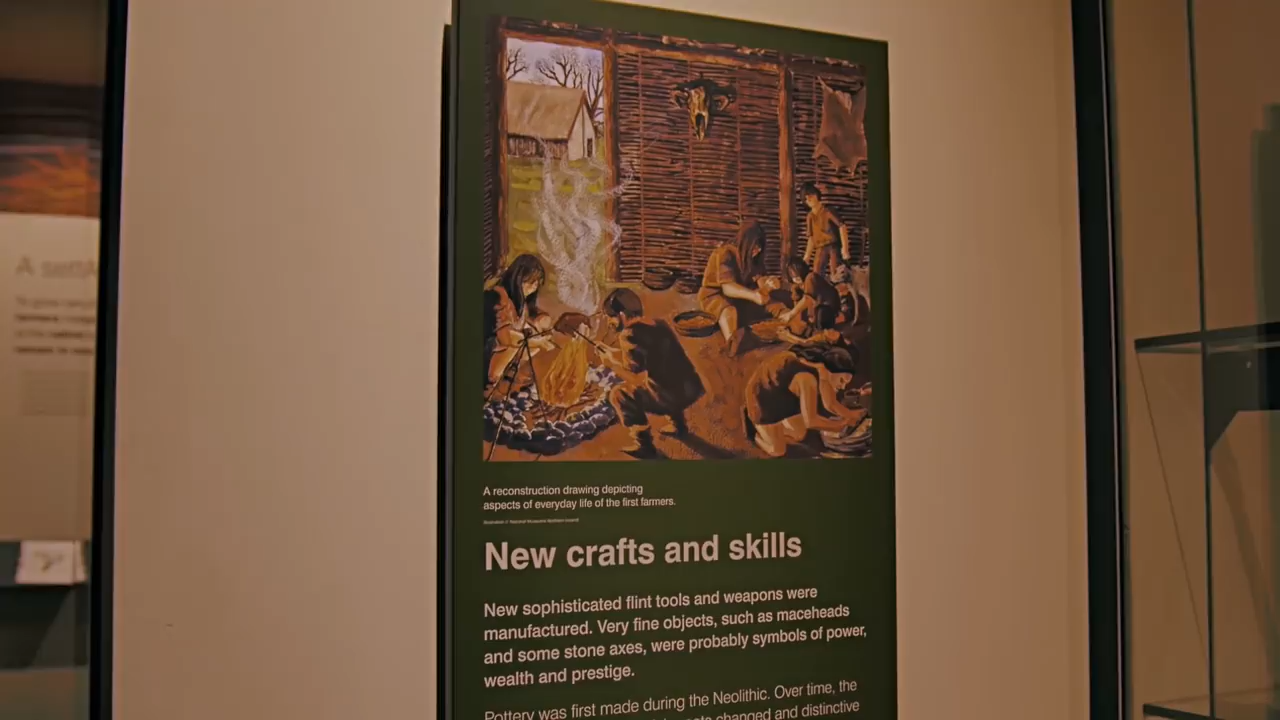 A reconstruction drawing depicting
aspects of everyday life of the first farmers.
New crafts and skills
New sophisticated flint tools and weapons were
manufactured. Very fine objects, such as maceheads
and some stone axes, were probably symbols of power,
wealth and prestige.
Pottery was first made during the Neolithic. Over time, the
changed and distinctive